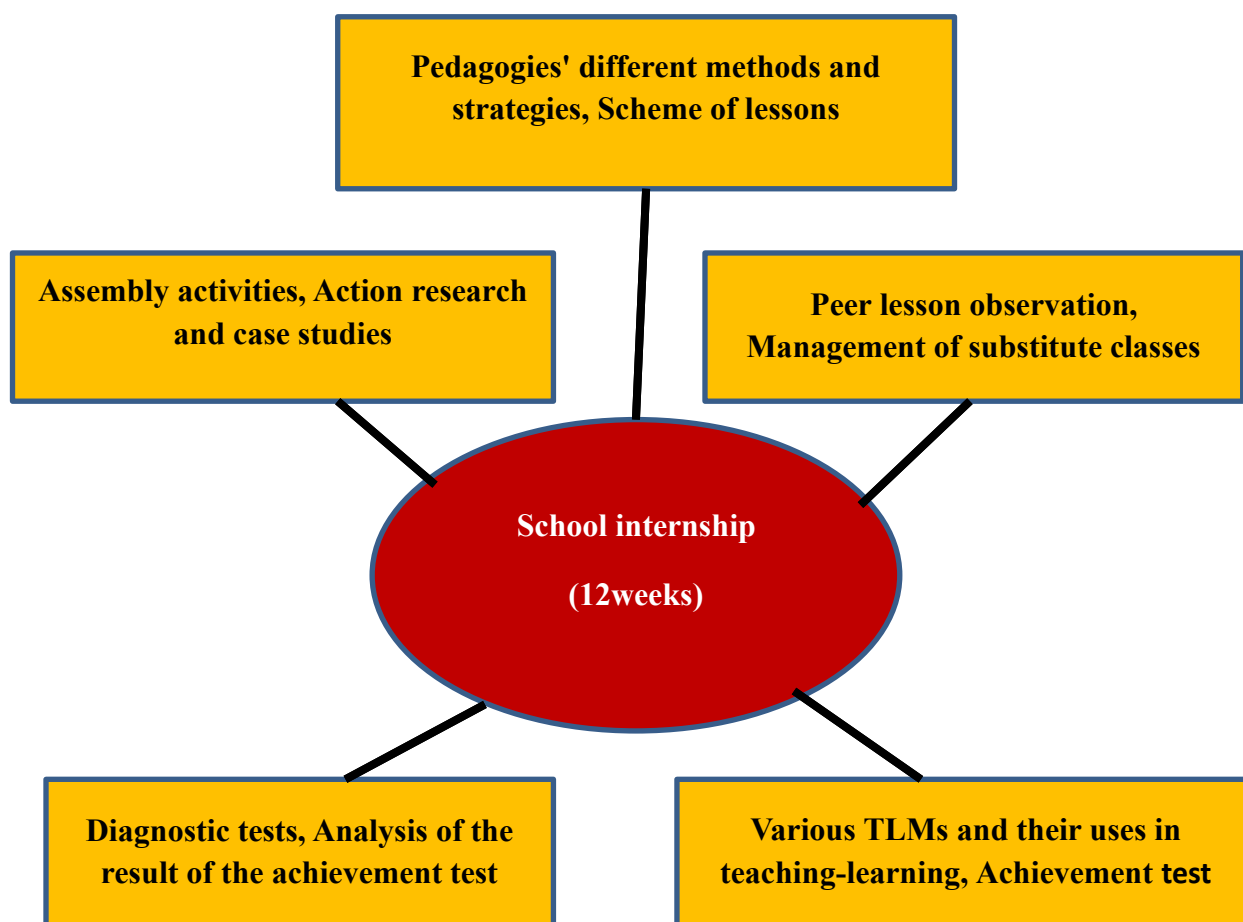 Pedagogies' different methods and
strategies, Scheme of lessons
Assembly activities, Action research
and case studies
Peer lesson observation,
Management of substitute classes
School internship
(12weeks)
Diagnostic tests, Analysis of the
result of the achievement test
Various TLMs and their uses in
teaching-learning, Achievement test